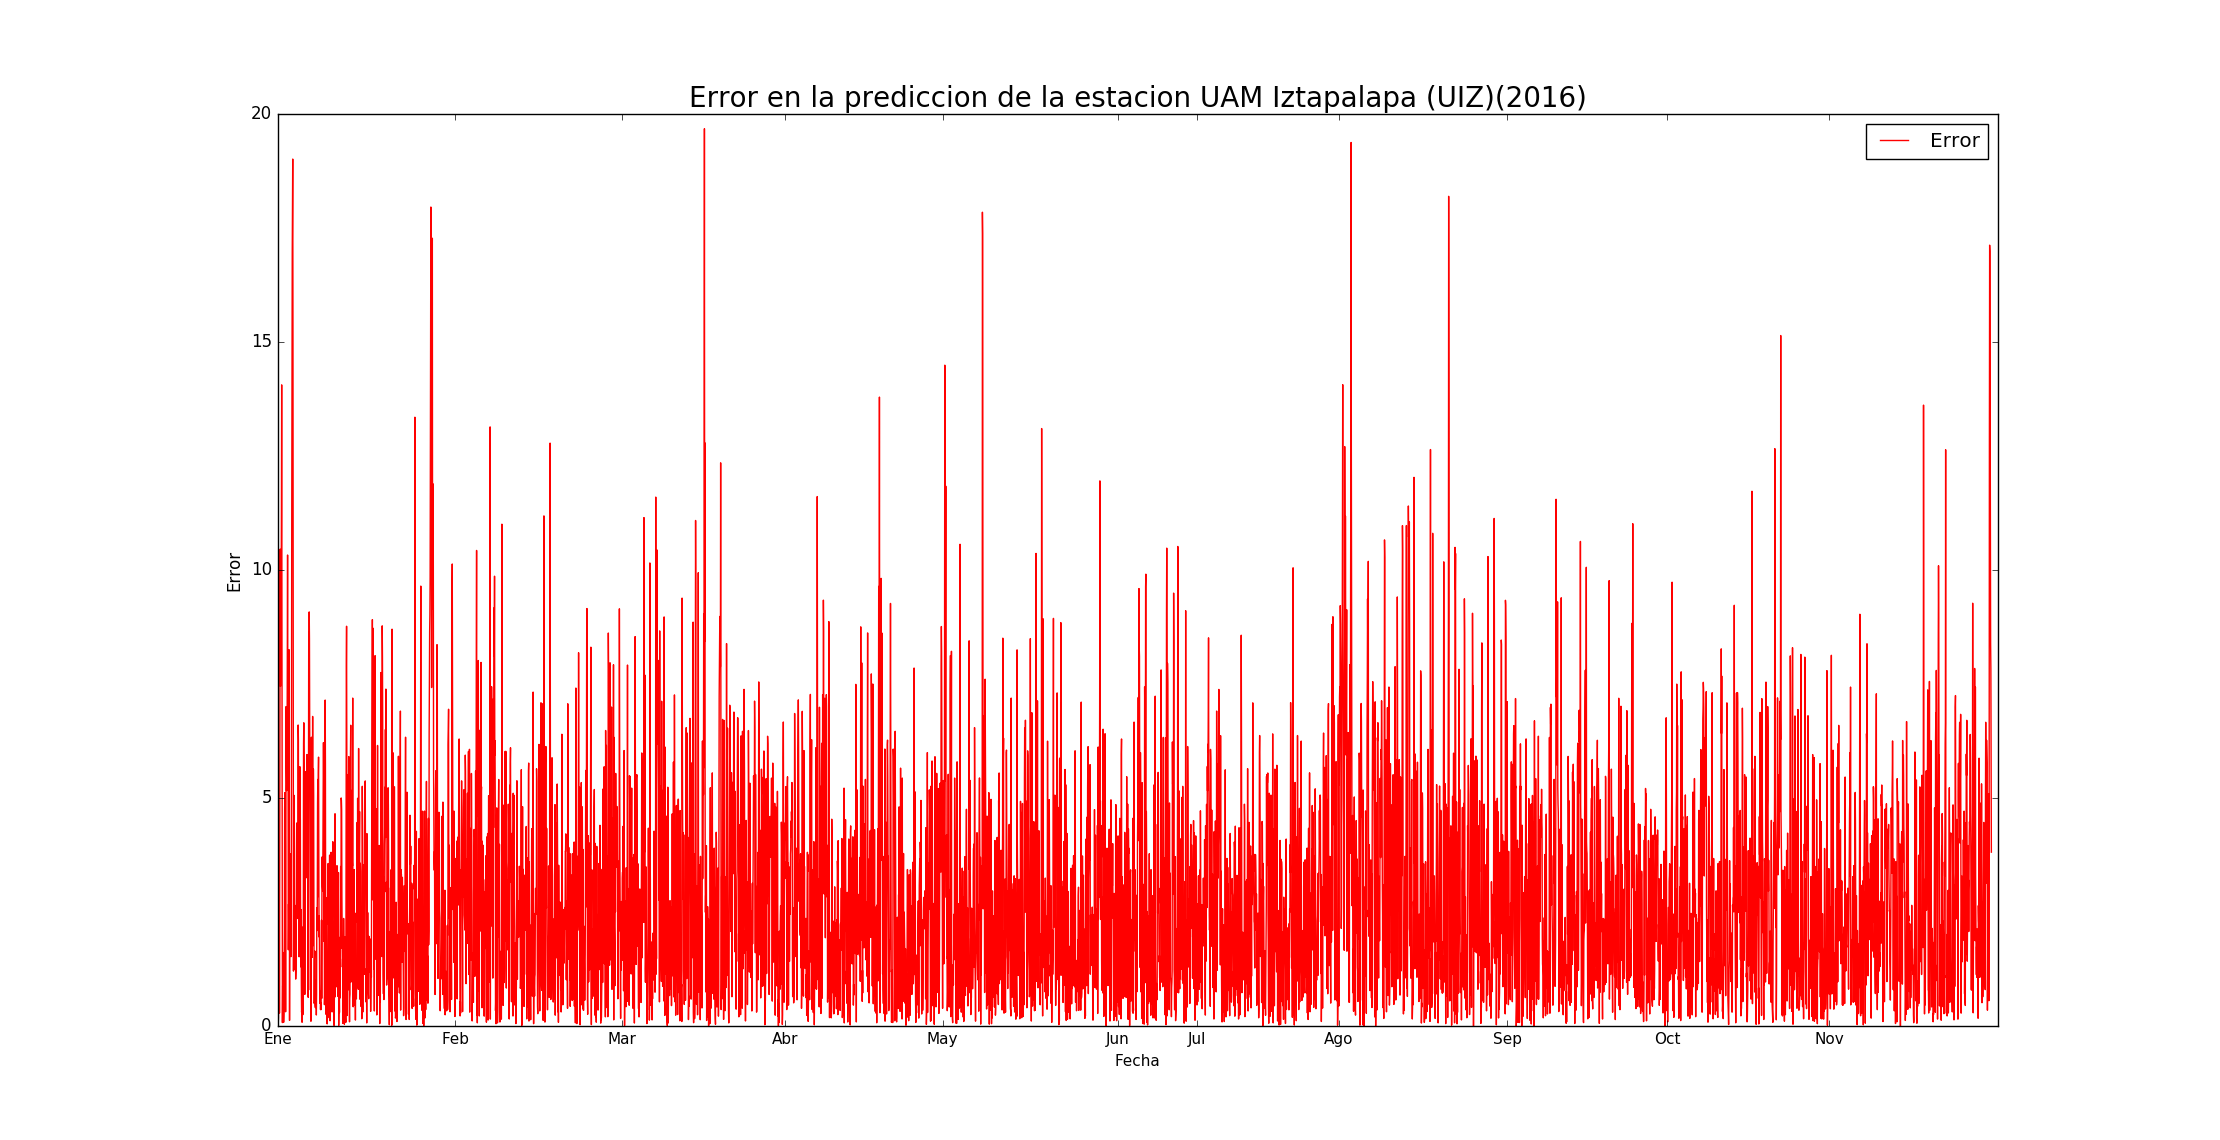 Error en la prediccion de la estacion UAM Iztapalapa (UIZ)(2016)
Error
20
15
10
5
0
Error
Ene Feb Mar Abr May Jun Jul Ago Sep Oct Nov
Fecha